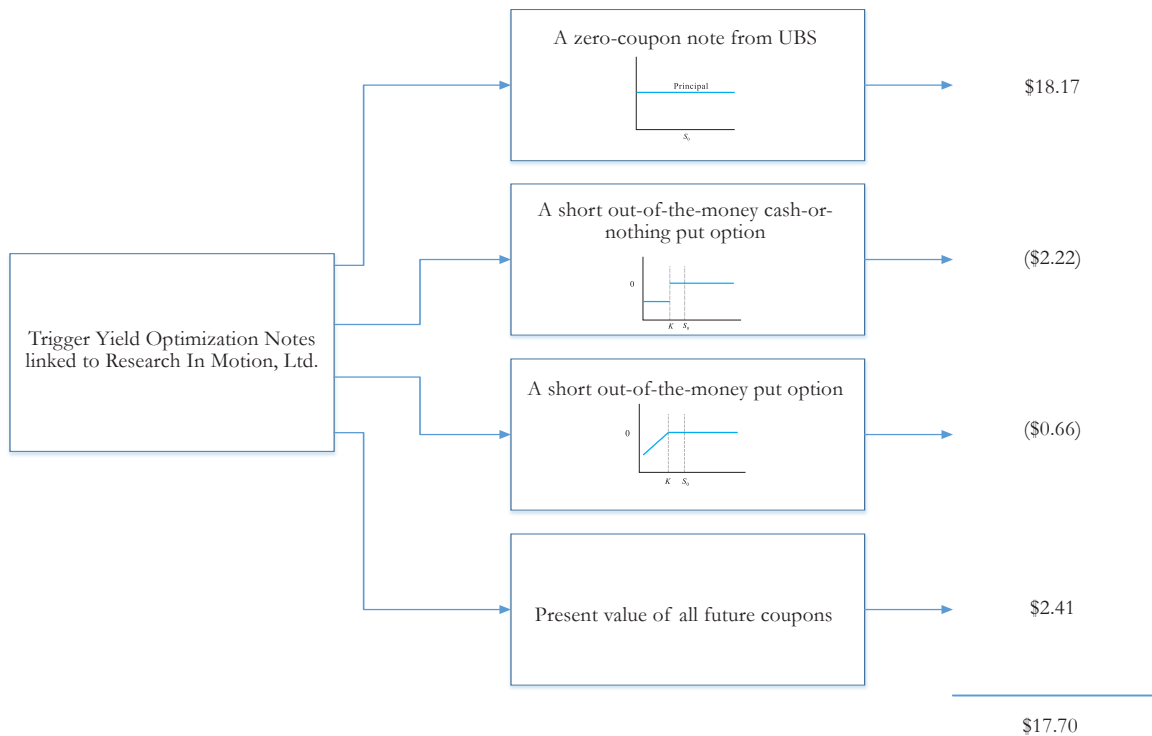 A zero-coupon note from UBS
Principal
S₀
$18.17
A short out-of-the-money cash-or-
nothing put option
0
K S₀
($2.22)
Trigger Yield Optimization Notes
linked to Research In Motion, Ltd.
A short out-of-the-money put option
0
K S₀
($0.66)
Present value of all future coupons
$2.41
$17.70